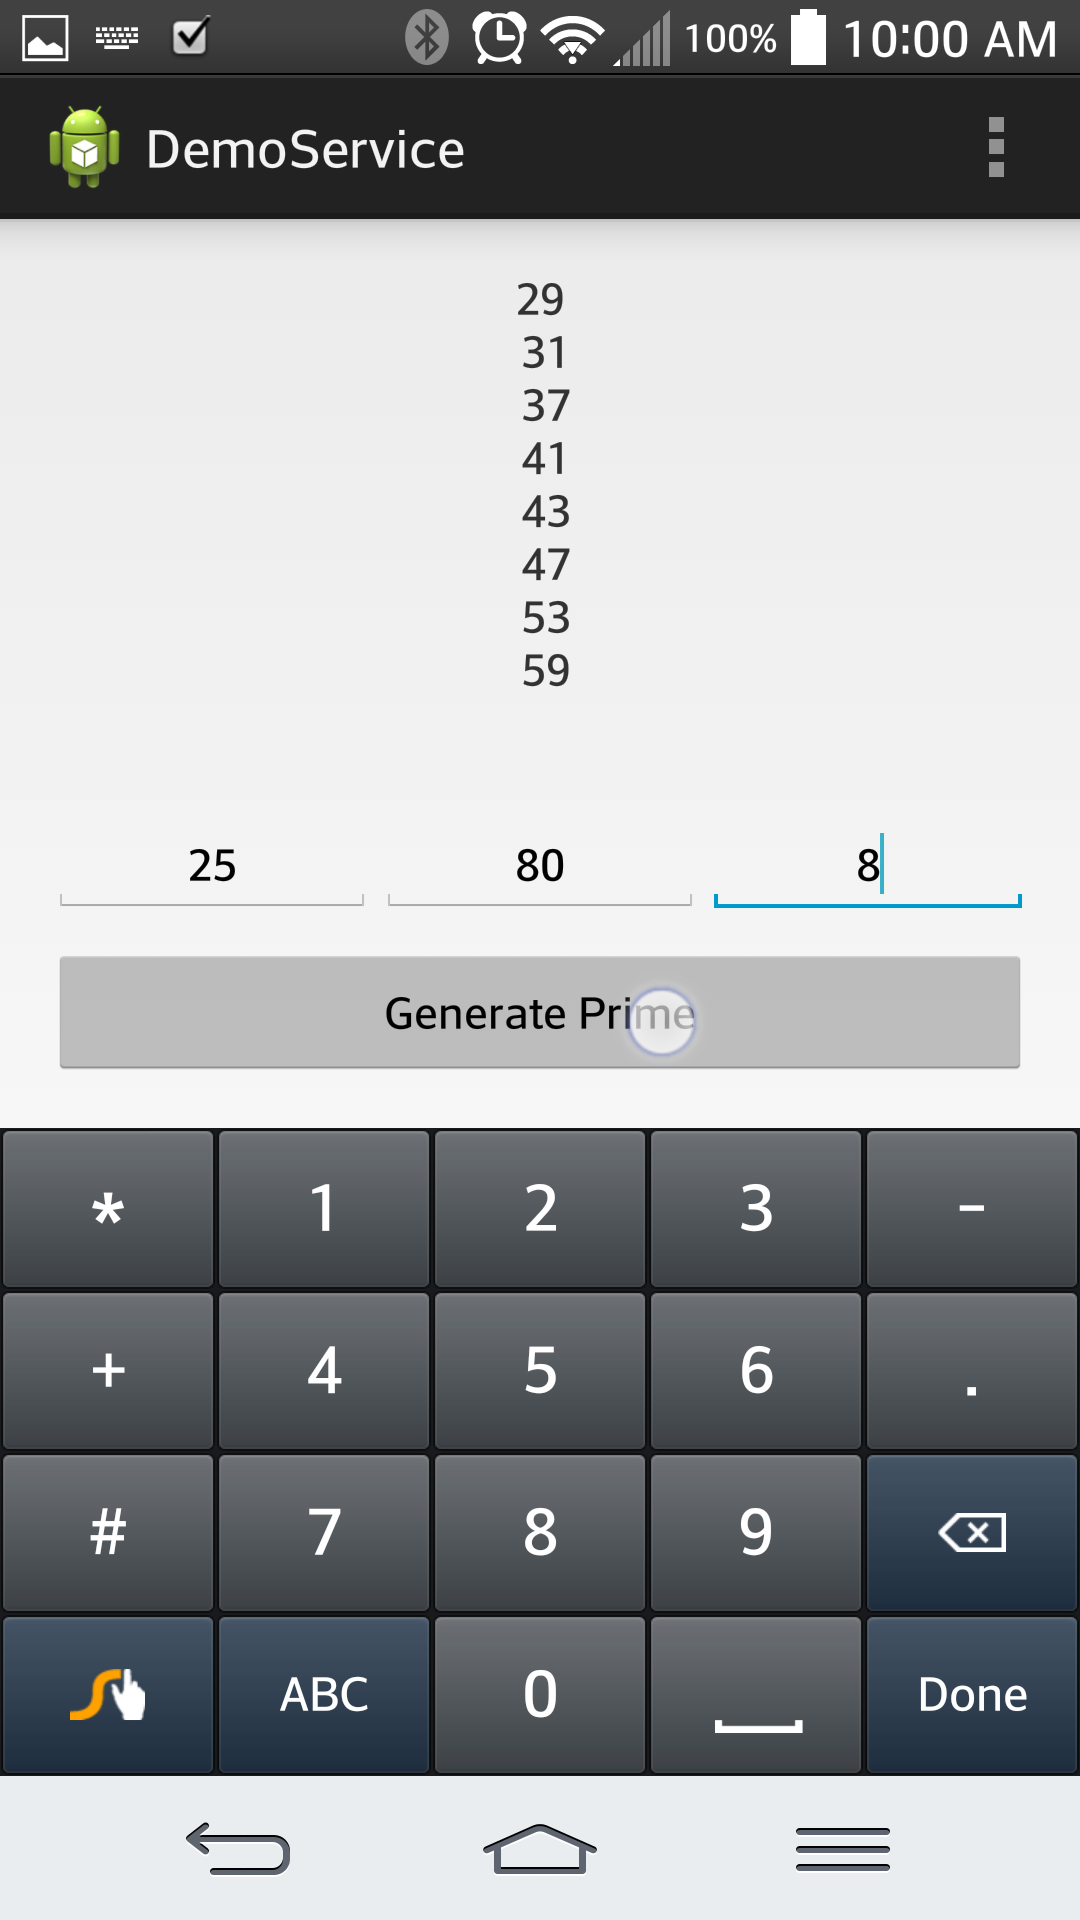 100% 10:00 AM
DemoService
29
31
37
41
43
47
53
59
25 80 8
Generate Prime
* 1 2 3 -
+ 4 5 6 .
# 7 8 9
ABC 0 Done